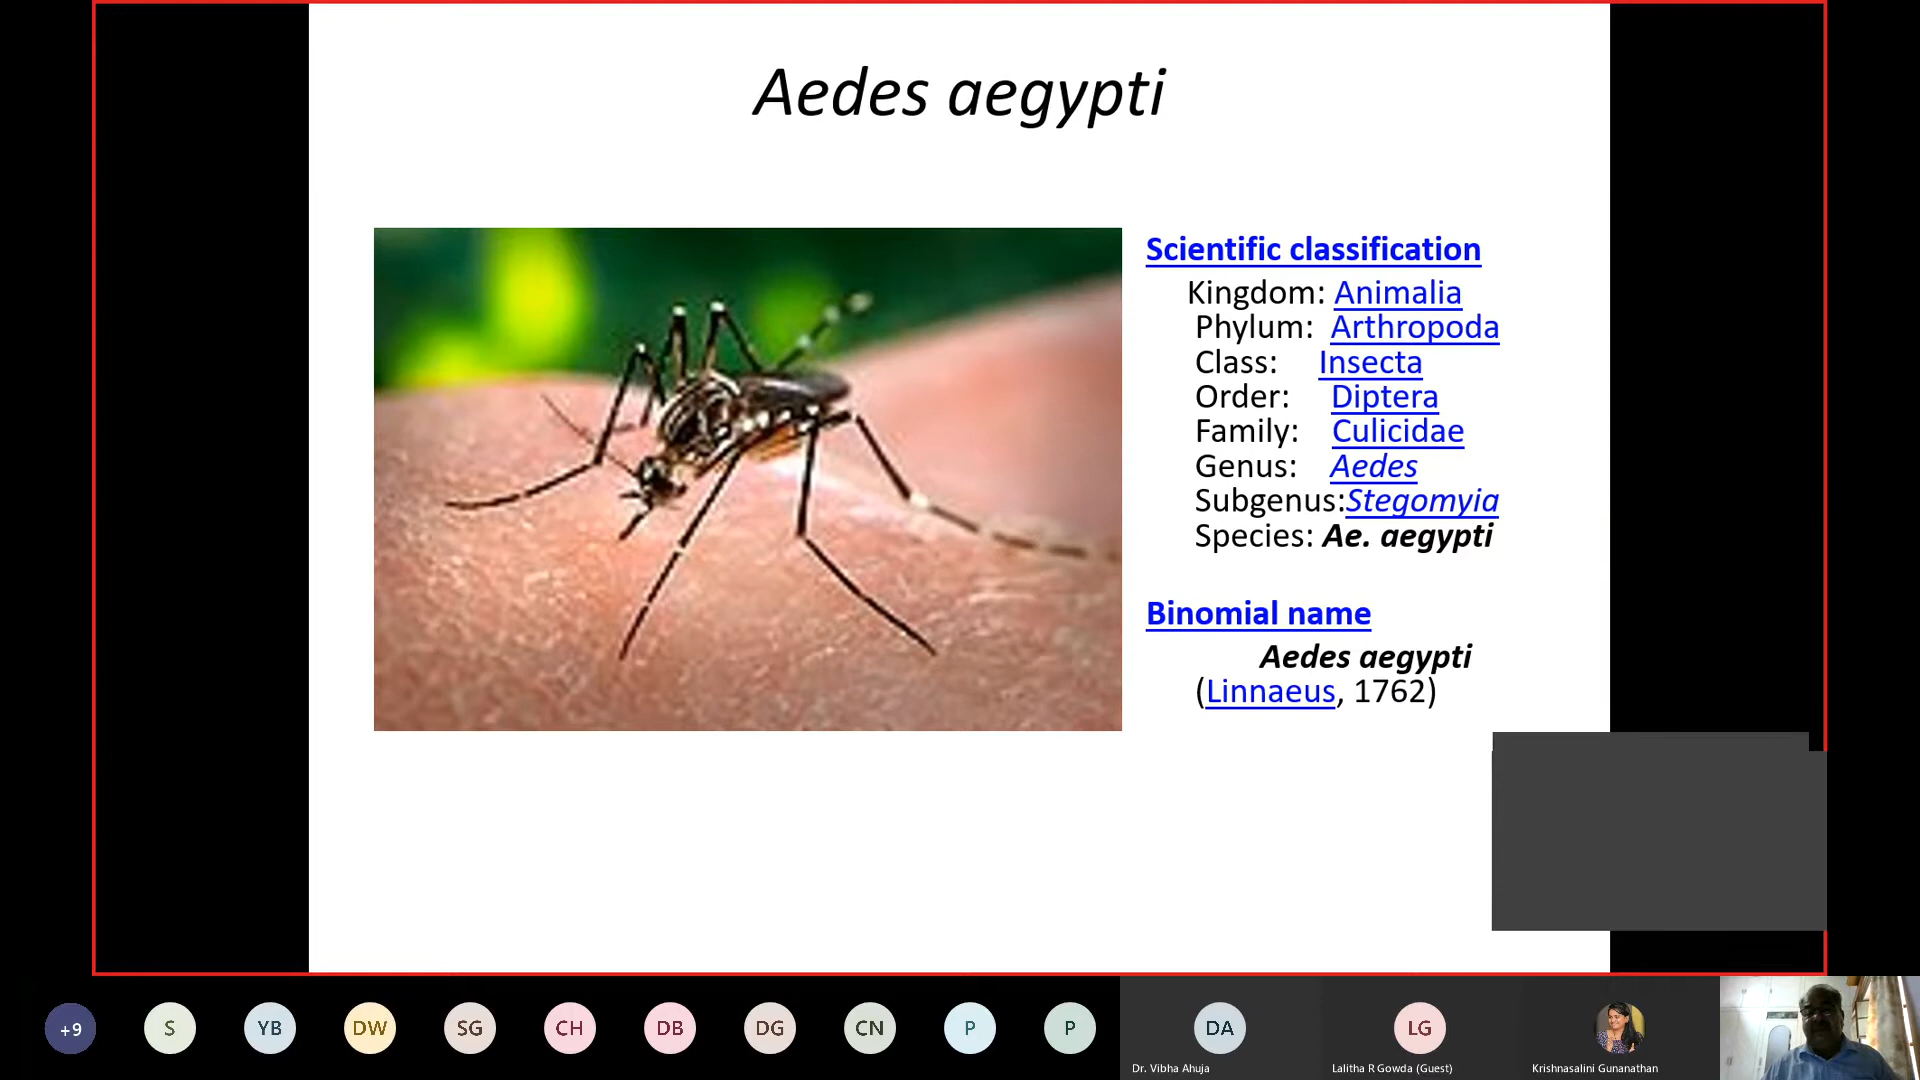 Aedes aegypti
Scientific classification
Kingdom: Animalia
Phylum: Arthropoda
Class: Insecta
Order: Diptera
Family: Culicidae
Genus: Aedes
Subgenus:Stegomyia
Species: Ae. aegypti
Binomial name
Aedes aegypti
(Linnaeus, 1762)
+9
S
YB
DW
SG
CH
DB
DG
CN
P
P
DA
LG
Dr. Vibha Ahuja
Lalitha R Gowda (Guest)
Krishnasalini Gunanathan